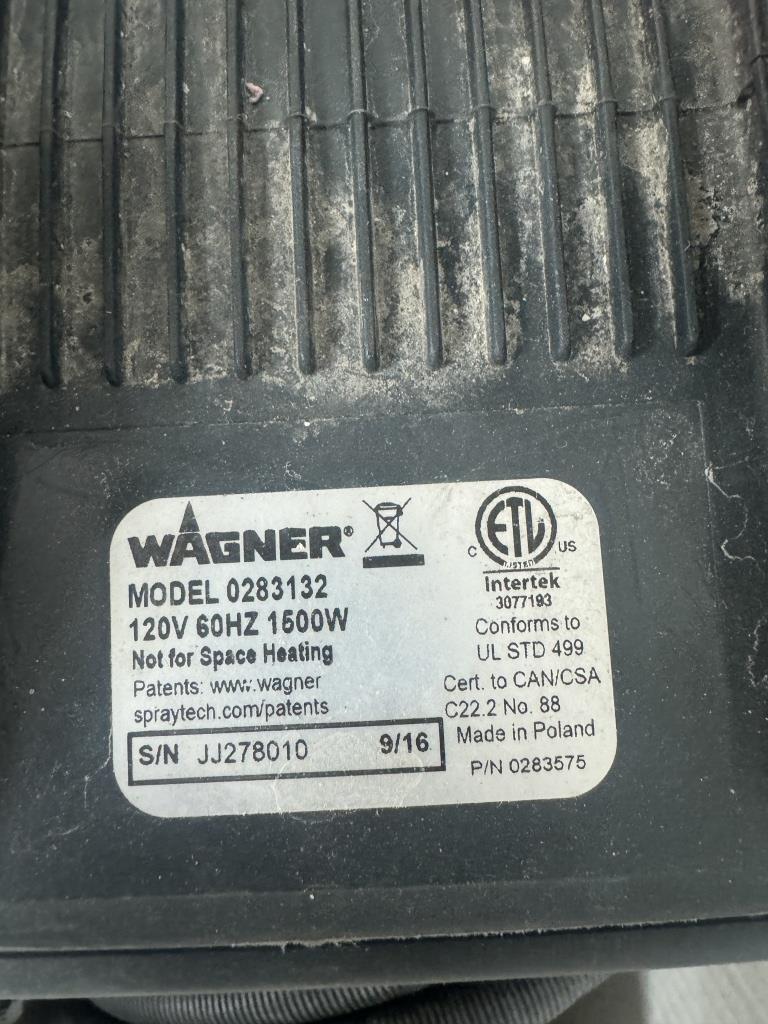 WAGNER®
MODEL 0283132
120V 60HZ 1500W
Not for Space Heating
Patents: www.wagner
spraytech.com/patents
S/N JJ278010 9/16
ETL
LISTED
C US
Intertek
3077193
Conforms to
UL STD 499
Cert. to CAN/CSA
C22.2 No. 88
Made in Poland
P/N 0283575